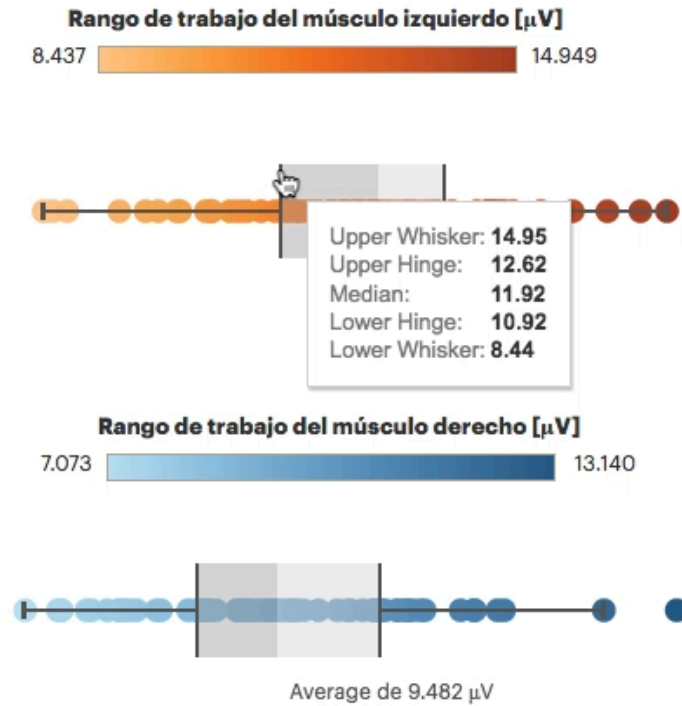 Rango de trabajo del músculo izquierdo [μV]
8.437 14.949
Upper Whisker: 14.95
Upper Hinge: 12.62
Median: 11.92
Lower Hinge: 10.92
Lower Whisker: 8.44
Rango de trabajo del músculo derecho [μV]
7.073 13.140
Average de 9.482 μV